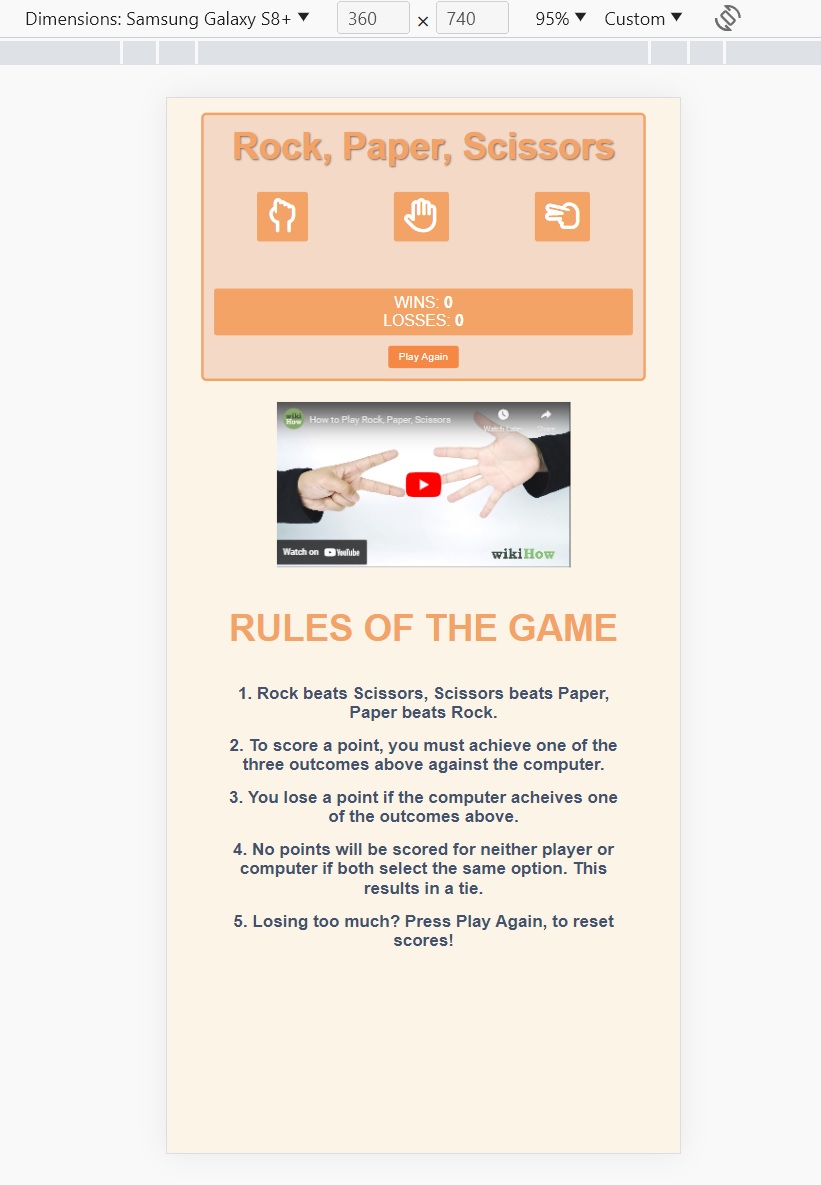 Dimensions: Samsung Galaxy S8+ 360 × 740 95% Custom
Rock, Paper, Scissors
WINS: 0
LOSSES: 0
Play Again
wiki How
How to Play Rock, Paper, Scissors
Watch Later Share
Watch on YouTube
wikiHow
RULES OF THE GAME
1. Rock beats Scissors, Scissors beats Paper,
Paper beats Rock.
2. To score a point, you must achieve one of the
three outcomes above against the computer.
3. You lose a point if the computer acheives one
of the outcomes above.
4. No points will be scored for neither player or
computer if both select the same option. This
results in a tie.
5. Losing too much? Press Play Again, to reset
scores!